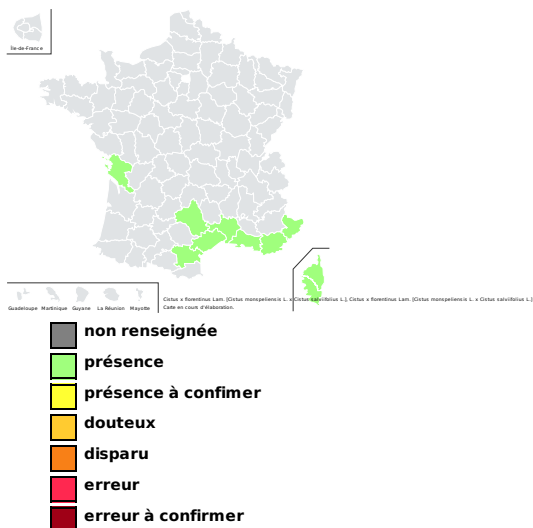 Île-de-France
Guadeloupe Martinique Guyane La Réunion Mayotte
Cistus x florentinus Lam. [Cistus monspeliensis L. x Cistus salviifolius L.], Cistus x florentinus Lam. [Cistus monspeliensis L. x Cistus salviifolius L.]
Carte en cours d'élaboration.
non renseignée
présence
présence à confimer
douteux
disparu
erreur
erreur à confirmer